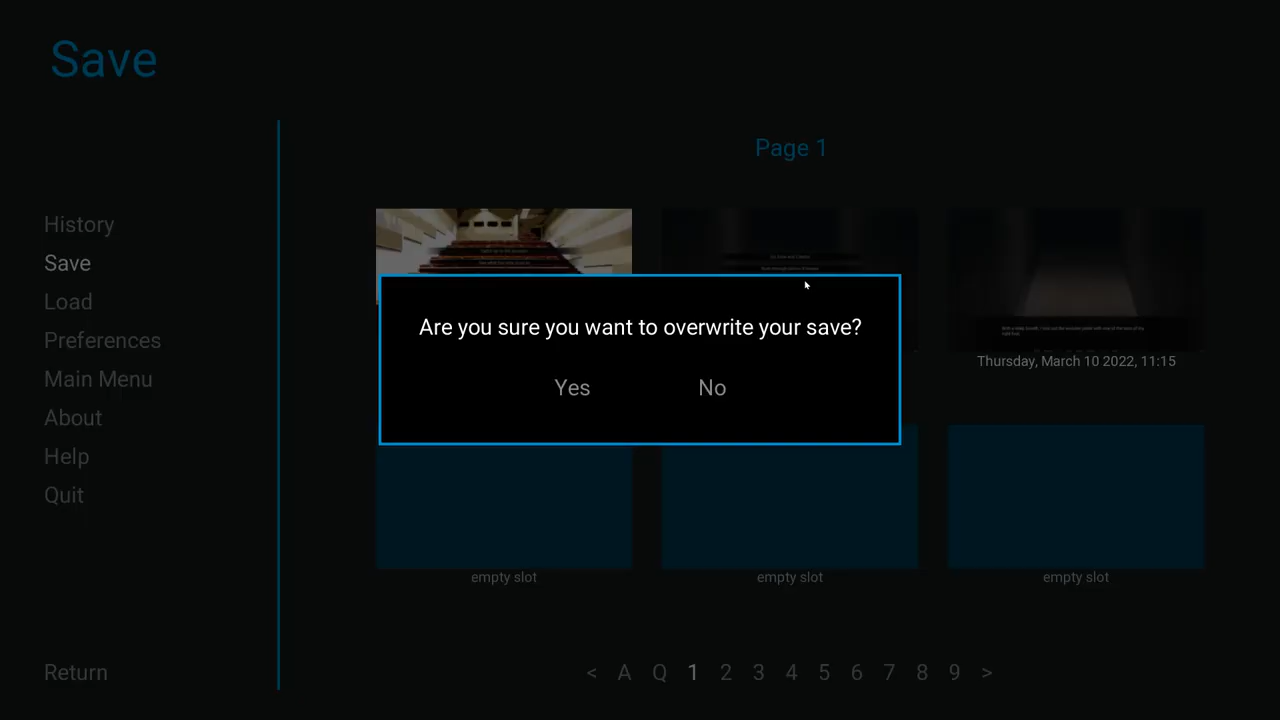 Save
Page 1
History
Save
Load
Preferences
Main Menu
About
Help
Quit
Return
Are you sure you want to overwrite your save?
Yes No
Thursday, March 10 2022, 11:15
empty slot empty slot empty slot
< A Q 1 2 3 4 5 6 7 8 9 >